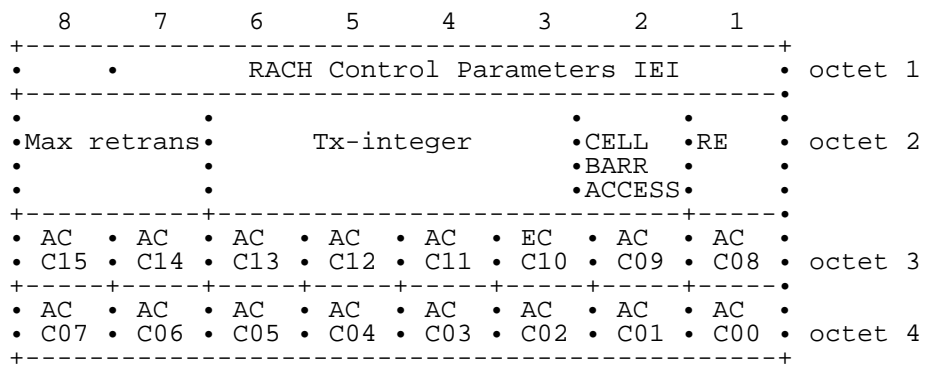 8 7 6 5 4 3 2 1
RACH Control Parameters IEI octet 1
Max retrans Tx-integer CELL RE octet 2
BARR
ACCESS
AC AC AC AC AC EC AC AC
C15 C14 C13 C12 C11 C10 C09 C08 octet 3
AC AC AC AC AC AC AC AC
C07 C06 C05 C04 C03 C02 C01 C00 octet 4